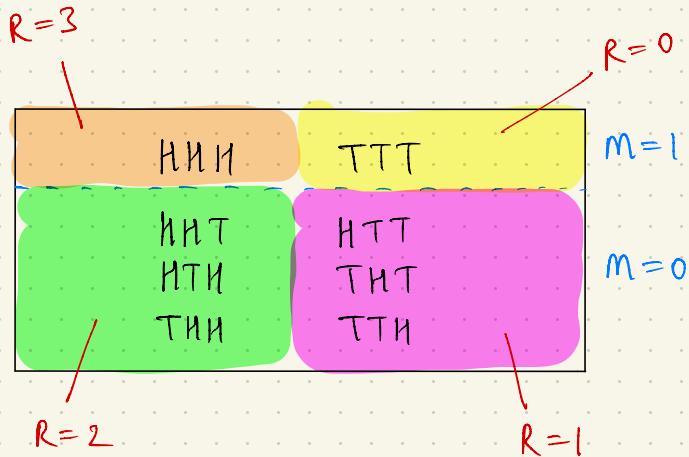 R=3
R=0
HHH TTT m=1
HHT HTT
HTH THT m=0
THH TTH
R=2
R=1